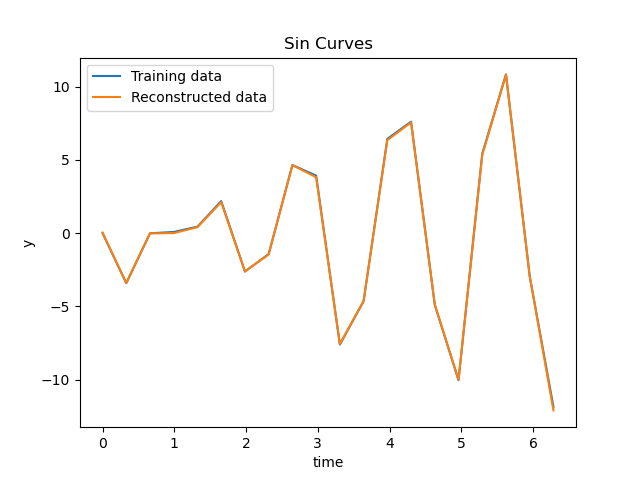 Sin Curves
Training data
Reconstructed data
10
5
0
−5
−10
y
0 1 2 3 4 5 6
time